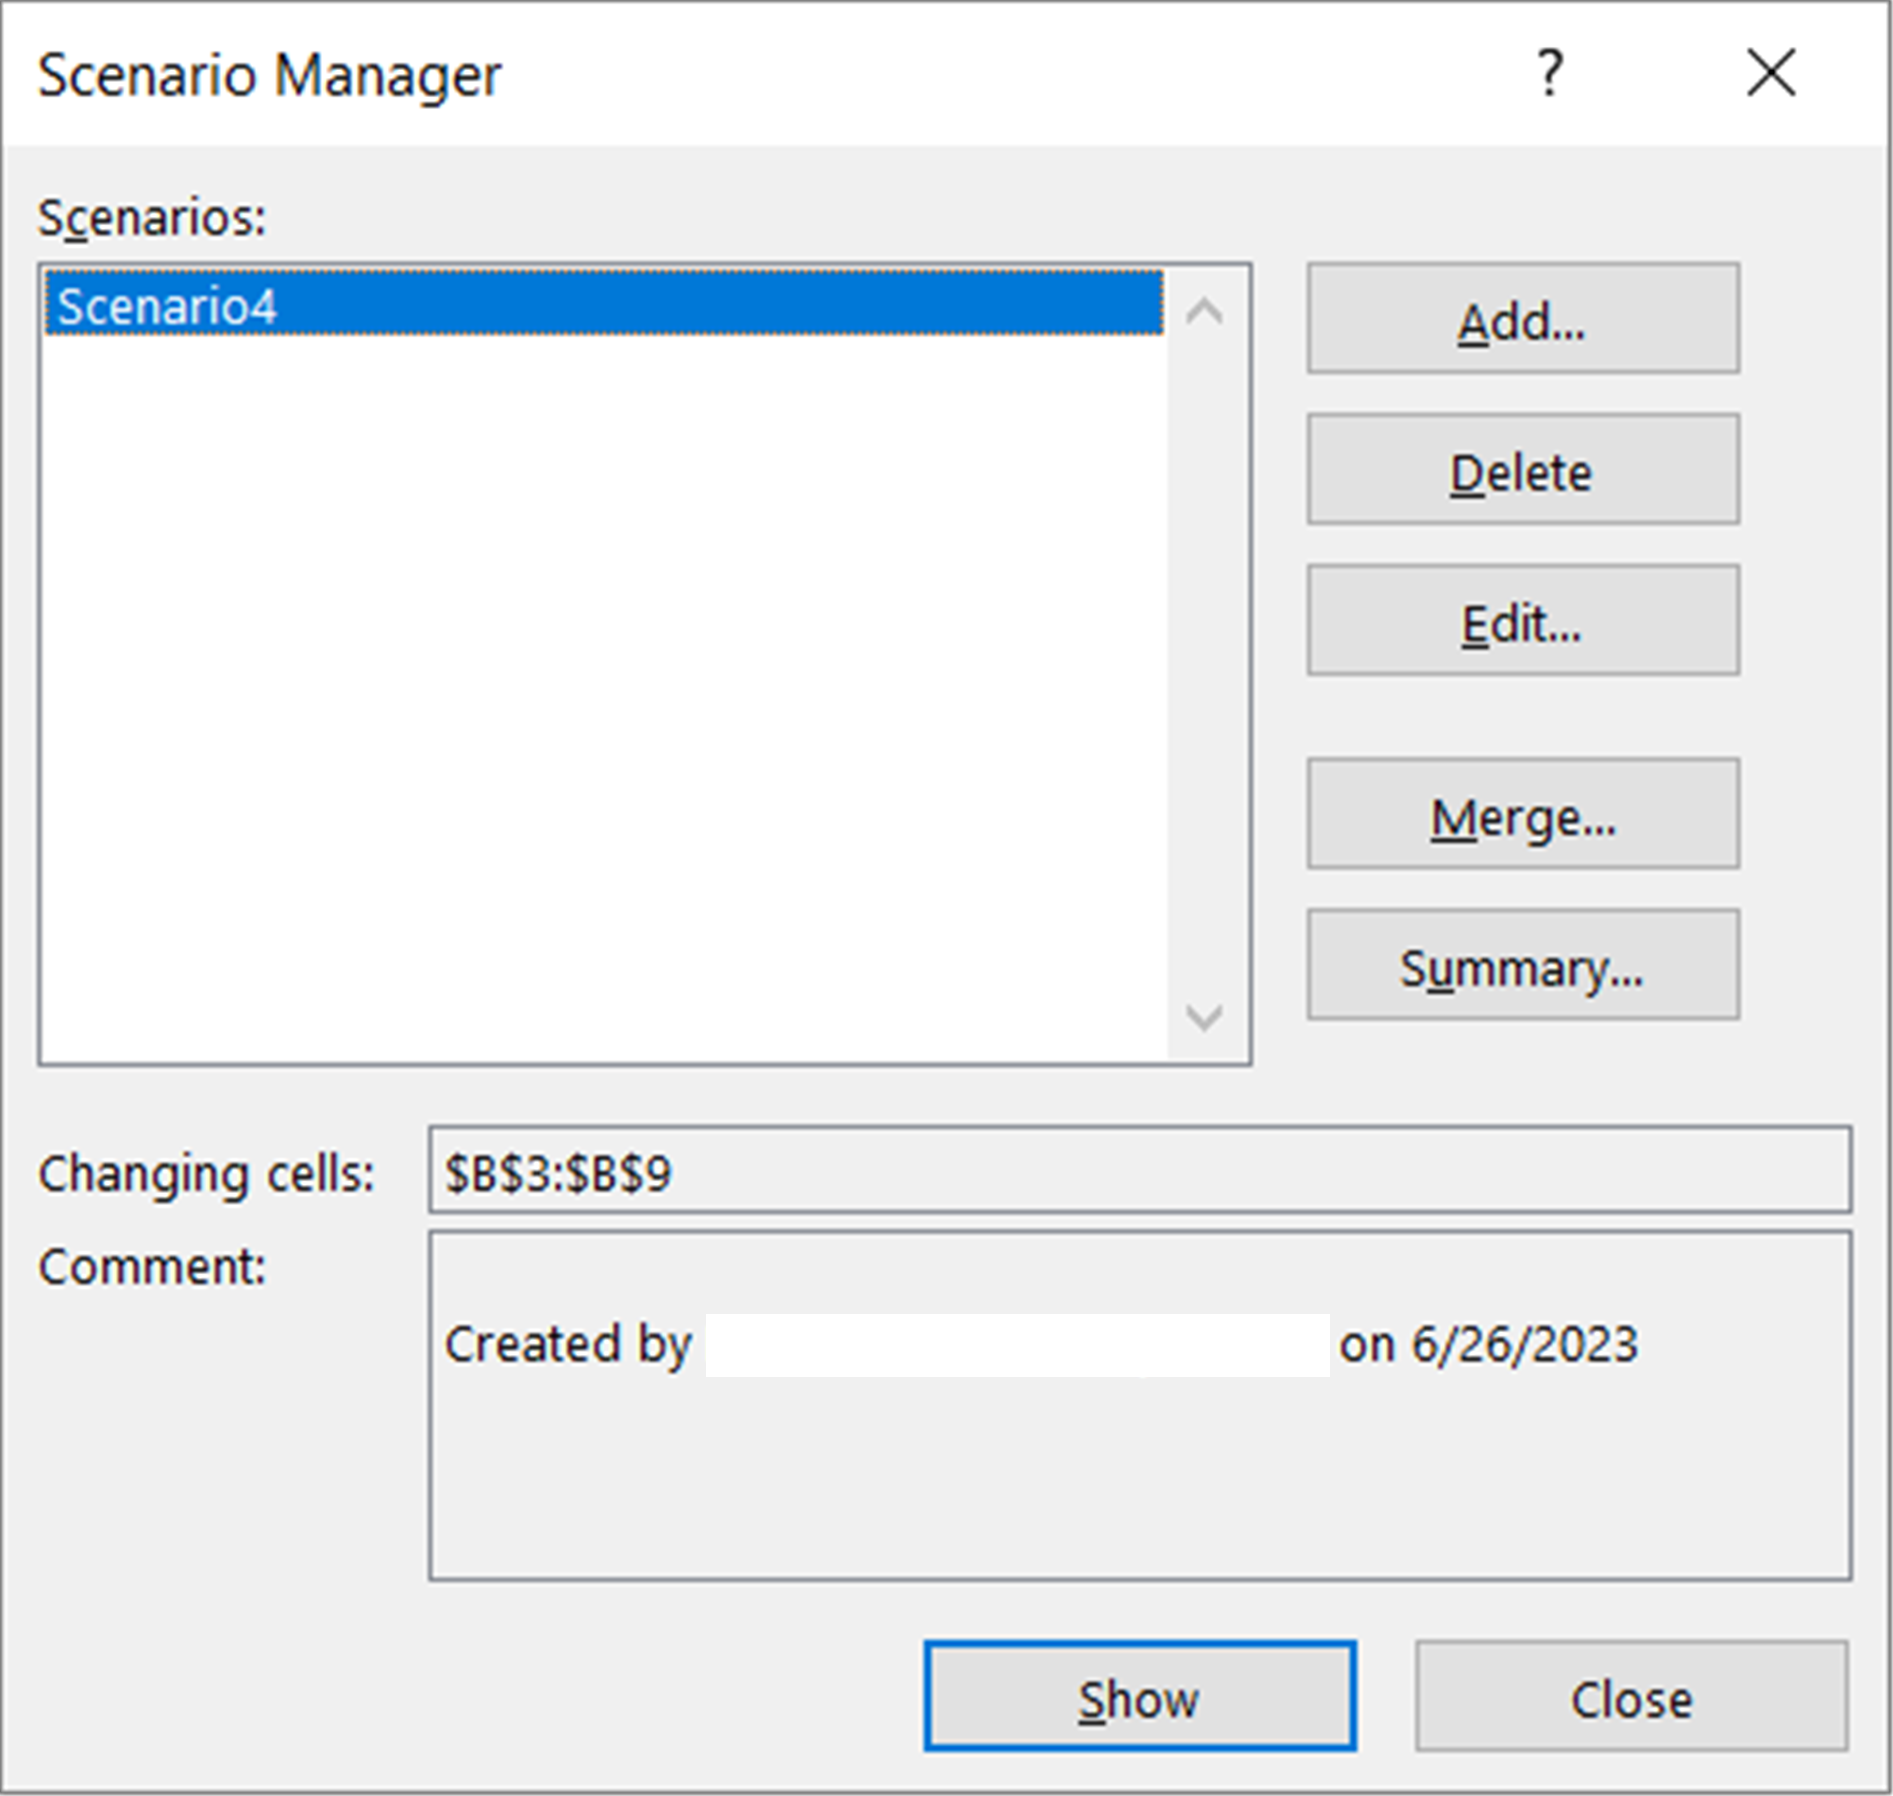 Scenario Manager
?
Scenarios:
Scenario4
Add...
Delete
Edit...
Merge...
Summary...
Changing cells: $B$3:$B$9
Comment:
Created by on 6/26/2023
Show
Close